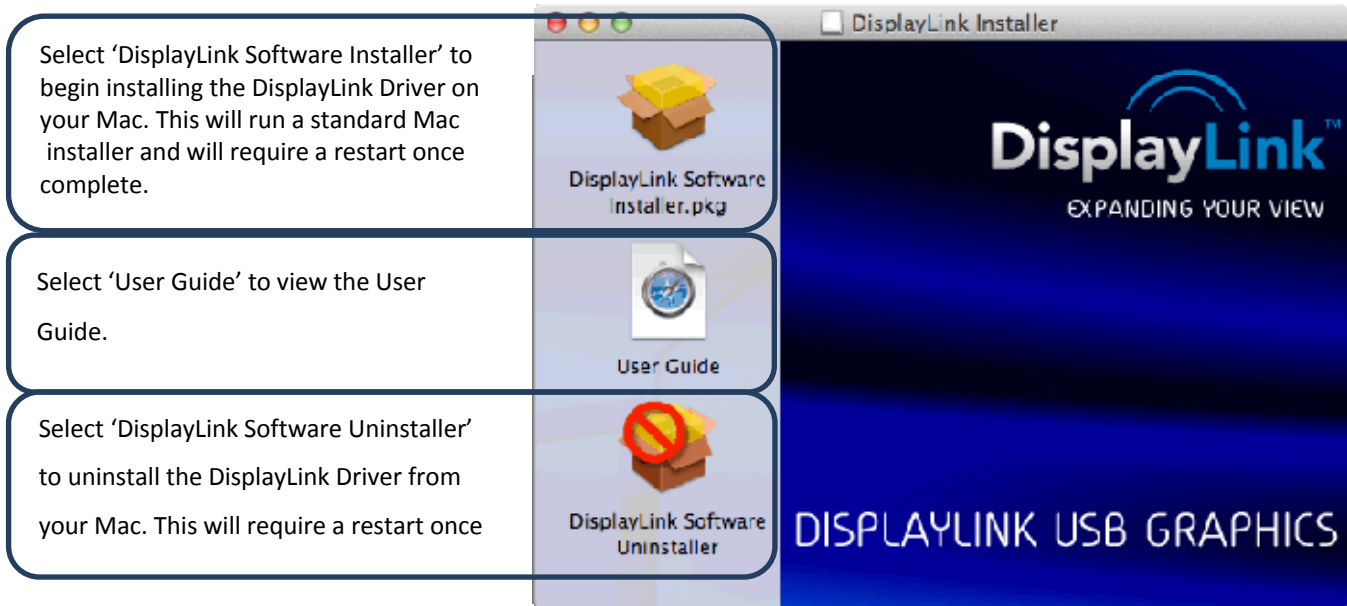 Select ‘DisplayLink Software Installer’ to
begin installing the DisplayLink Driver on
your Mac. This will run a standard Mac
installer and will require a restart once
complete.
Select ‘User Guide’ to view the User
Guide.
Select ‘DisplayLink Software Uninstaller’
to uninstall the DisplayLink Driver from
your Mac. This will require a restart once
DisplayLink Installer
DisplayLink Software
Installer.pkg
User Guide
DisplayLink Software
Uninstaller
DisplayLink™
EXPANDING YOUR VIEW
DISPLAYLINK USB GRAPHICS